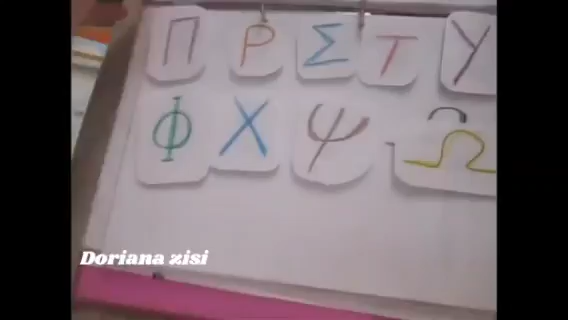 Π Ρ Σ Τ Υ
Φ Χ Ψ Ω
Doriana zisi